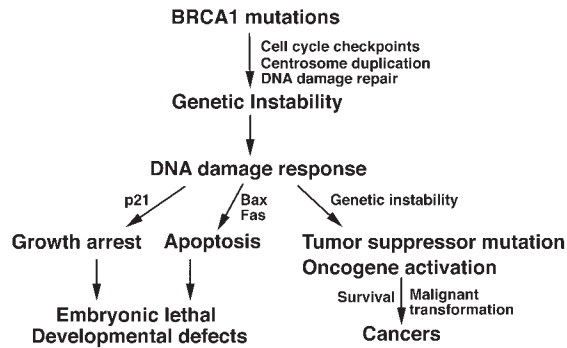 BRCA1 mutations
Cell cycle checkpoints
Centrosome duplication
DNA damage repair
Genetic Instability
DNA damage response
p21
Bax
Fas
Genetic instability
Growth arrest
Apoptosis
Tumor suppressor mutation
Oncogene activation
Embryonic lethal
Developmental defects
Survival
Malignant
transformation
Cancers